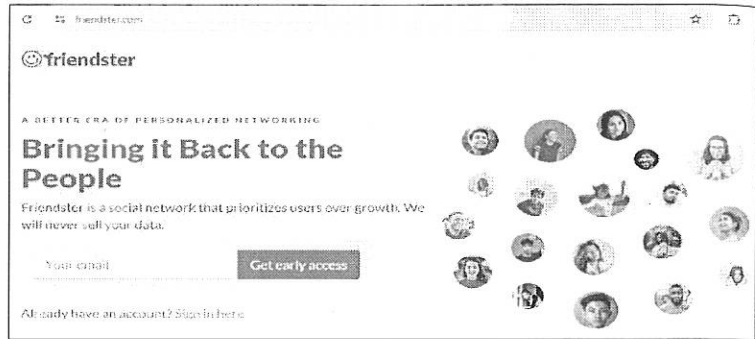 friendster.com
friendster
A BETTER ERA OF PERSONALIZED NETWORKING
Bringing it Back to the
People
Friendster is a social network that prioritizes users over growth. We
will never sell your data.
Your email
Get early access
Already have an account? Sign in here